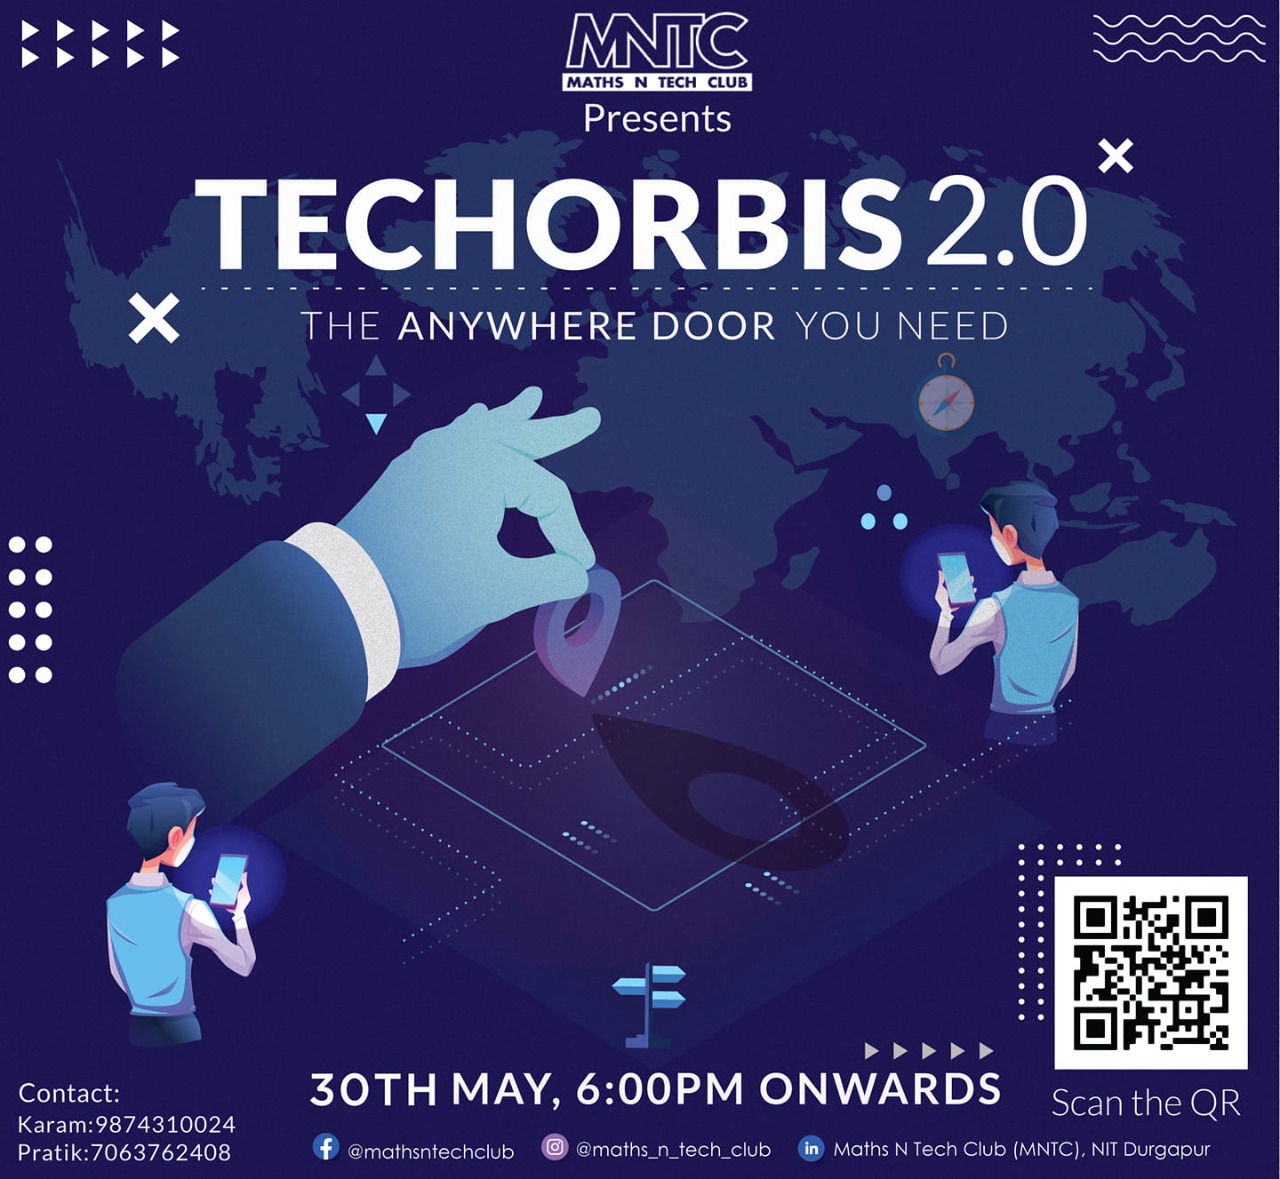 MNTC
MATHS N TECH CLUB
Presents
TECHORBIS 2.0
THE ANYWHERE DOOR YOU NEED
30TH MAY, 6:00PM ONWARDS
Scan the QR
Contact:
Karam:9874310024
Pratik:7063762408
@mathsntechclub
@maths_n_tech_club
in Maths N Tech Club (MNTC), NIT Durgapur